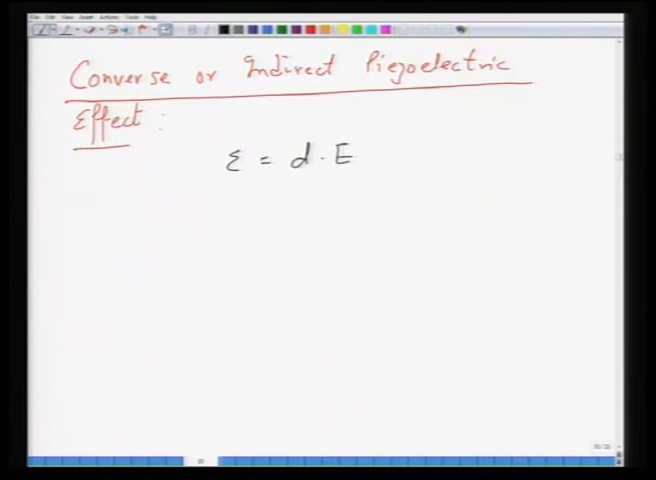 Converse or Indirect Piezoelectric
Effect :
ε = d . E